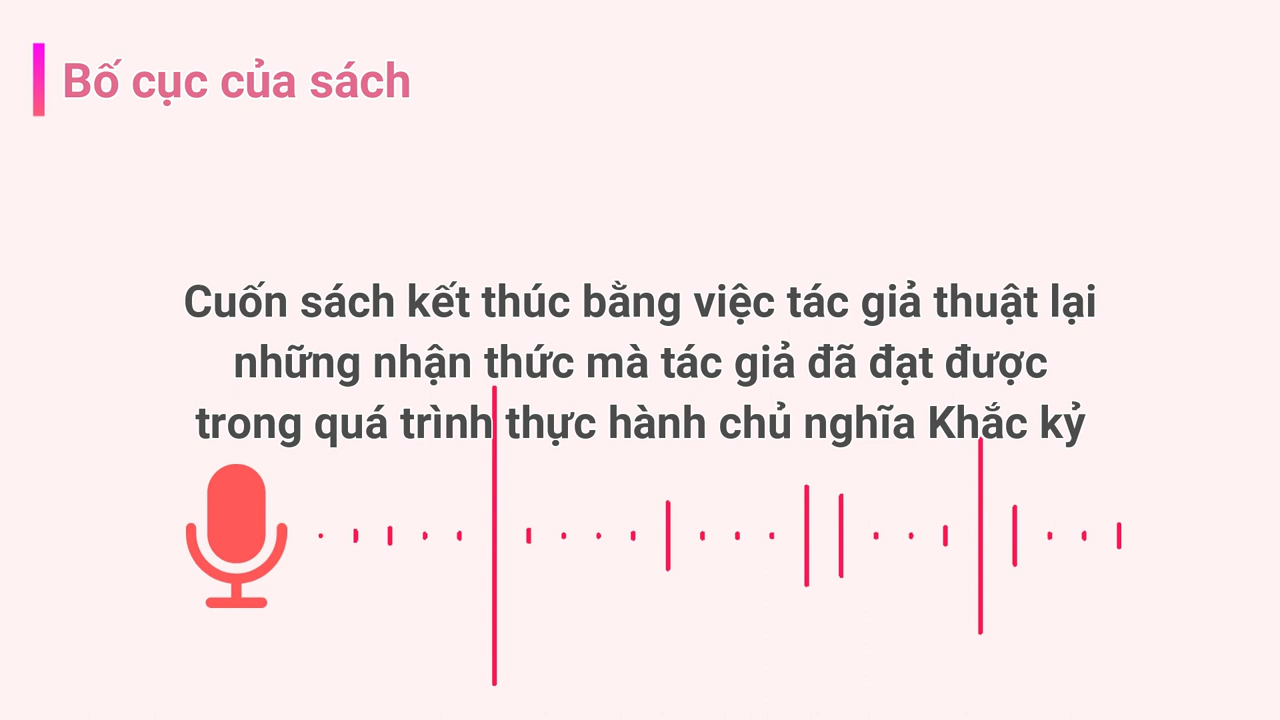 Bố cục của sách
Cuốn sách kết thúc bằng việc tác giả thuật lại
những nhận thức mà tác giả đã đạt được
trong quá trình thực hành chủ nghĩa Khắc kỷ